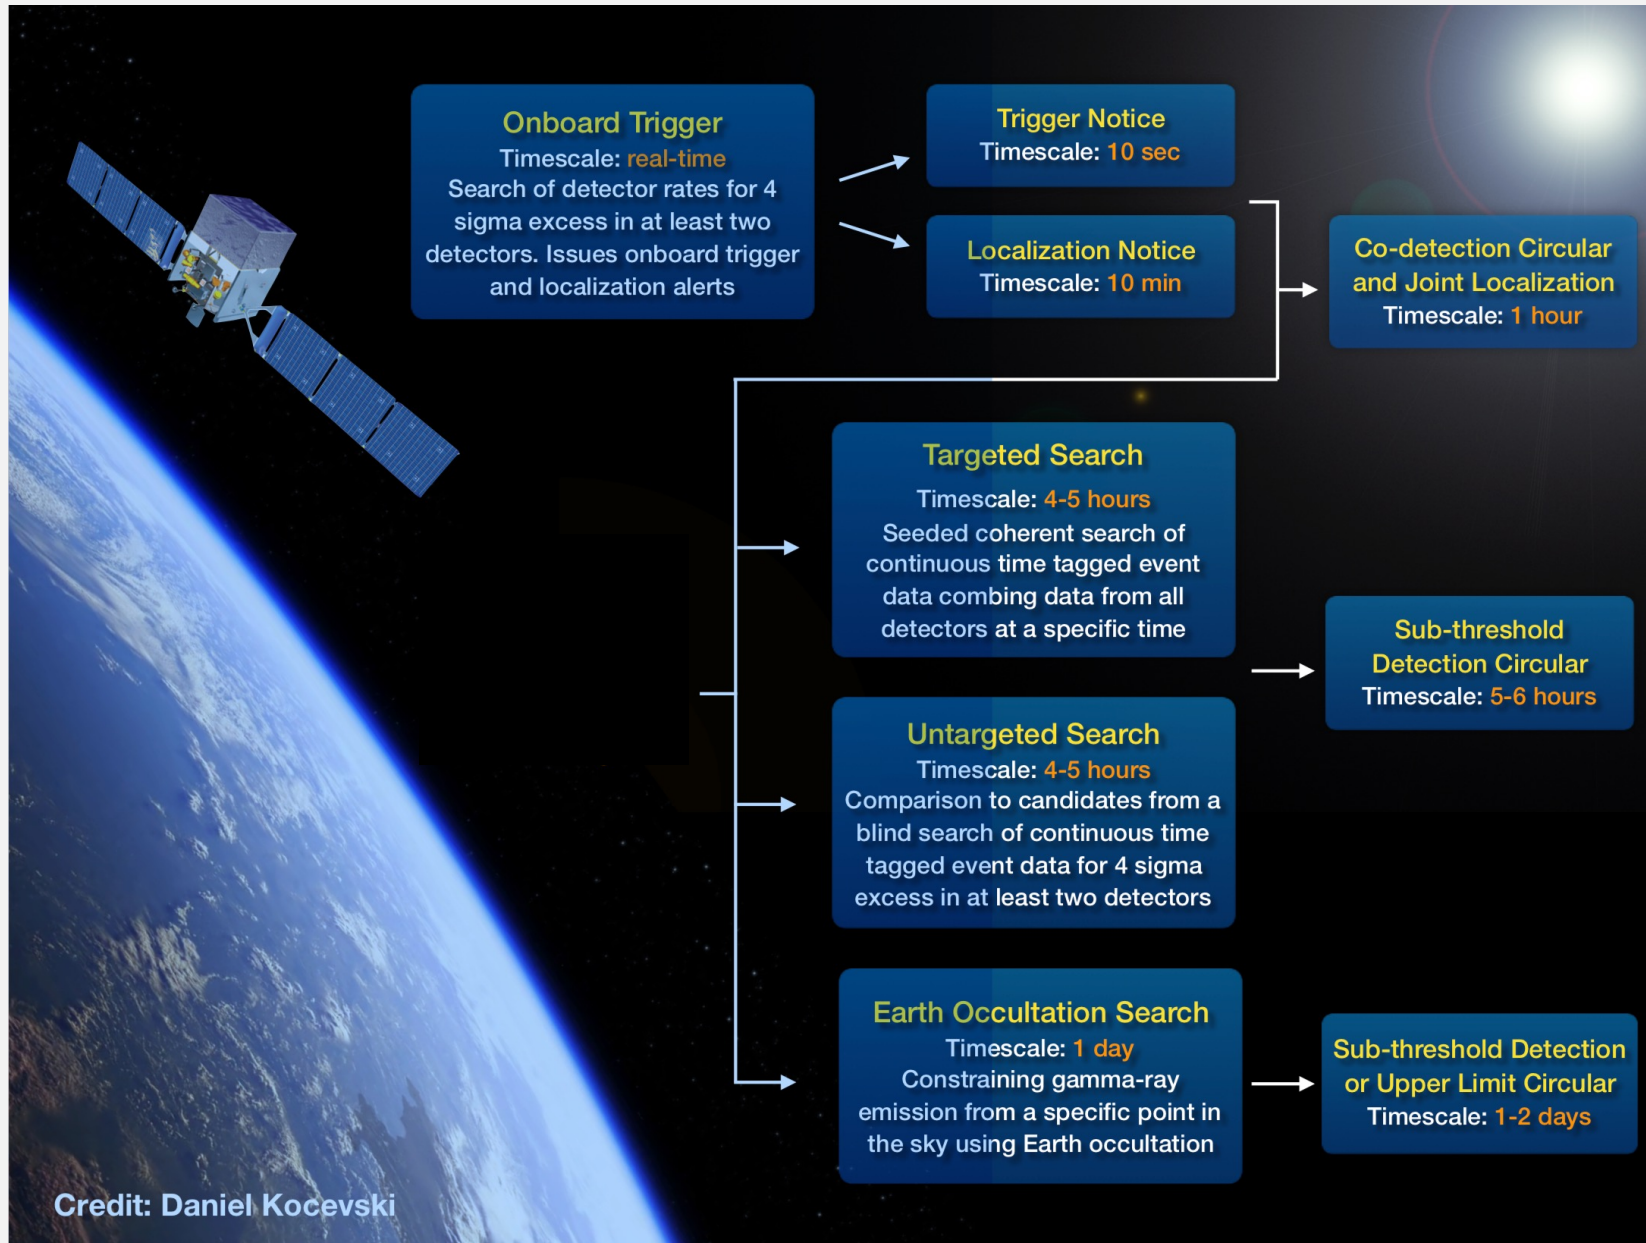 Onboard Trigger
Timescale: real-time
Search of detector rates for 4
sigma excess in at least two
detectors. Issues onboard trigger
and localization alerts
Trigger Notice
Timescale: 10 sec
Localization Notice
Timescale: 10 min
Co-detection Circular
and Joint Localization
Timescale: 1 hour
Targeted Search
Timescale: 4-5 hours
Seeded coherent search of
continuous time tagged event
data combing data from all
detectors at a specific time
Untargeted Search
Timescale: 4-5 hours
Comparison to candidates from a
blind search of continuous time
tagged event data for 4 sigma
excess in at least two detectors
Sub-threshold
Detection Circular
Timescale: 5-6 hours
Earth Occultation Search
Timescale: 1 day
Constraining gamma-ray
emission from a specific point in
the sky using Earth occultation
Sub-threshold Detection
or Upper Limit Circular
Timescale: 1-2 days
Credit: Daniel Kocevski